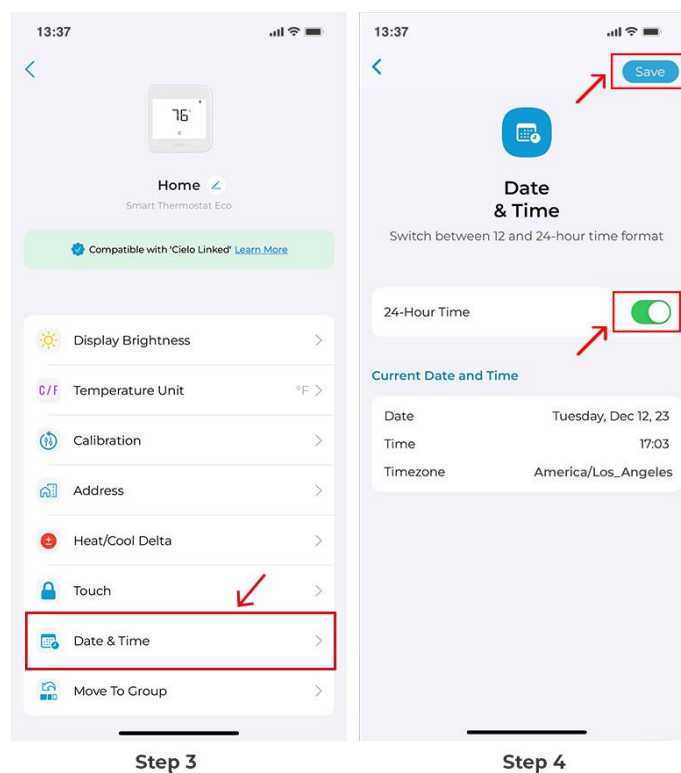 13:37
76°
Home
Smart Thermostat Eco
Compatible with 'Cielo Linked' Learn More
Display Brightness
C/F Temperature Unit °F
Calibration
Address
Heat/Cool Delta
Touch
Date & Time
Move To Group
Step 3
13:37
Save
Date
& Time
Switch between 12 and 24-hour time format
24-Hour Time
Current Date and Time
Date Tuesday, Dec 12, 23
Time 17:03
Timezone America/Los_Angeles
Step 4